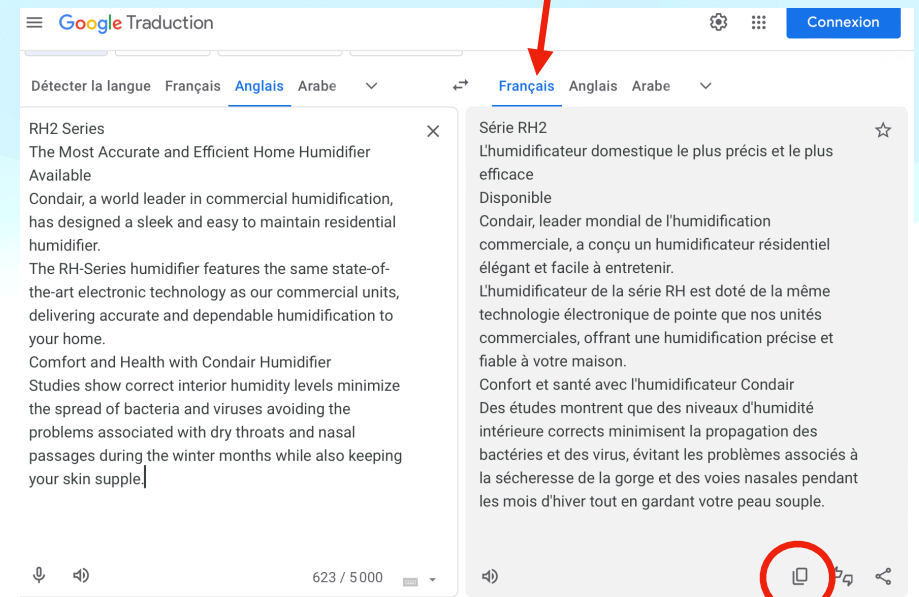 Google Traduction
Connexion
Détecter la langue Français Anglais Arabe
Français Anglais Arabe
RH2 Series
The Most Accurate and Efficient Home Humidifier
Available
Condair, a world leader in commercial humidification,
has designed a sleek and easy to maintain residential
humidifier.
The RH-Series humidifier features the same state-of-
the-art electronic technology as our commercial units,
delivering accurate and dependable humidification to
your home.
Comfort and Health with Condair Humidifier
Studies show correct interior humidity levels minimize
the spread of bacteria and viruses avoiding the
problems associated with dry throats and nasal
passages during the winter months while also keeping
your skin supple.
623 / 5 000
Série RH2
L'humidificateur domestique le plus précis et le plus
efficace
Disponible
Condair, leader mondial de l'humidification
commerciale, a conçu un humidificateur résidentiel
élégant et facile à entretenir.
L'humidificateur de la série RH est doté de la même
technologie électronique de pointe que nos unités
commerciales, offrant une humidification précise et
fiable à votre maison.
Confort et santé avec l'humidificateur Condair
Des études montrent que des niveaux d'humidité
intérieure corrects minimisent la propagation des
bactéries et des virus, évitant les problèmes associés à
la sécheresse de la gorge et des voies nasales pendant
les mois d'hiver tout en gardant votre peau souple.